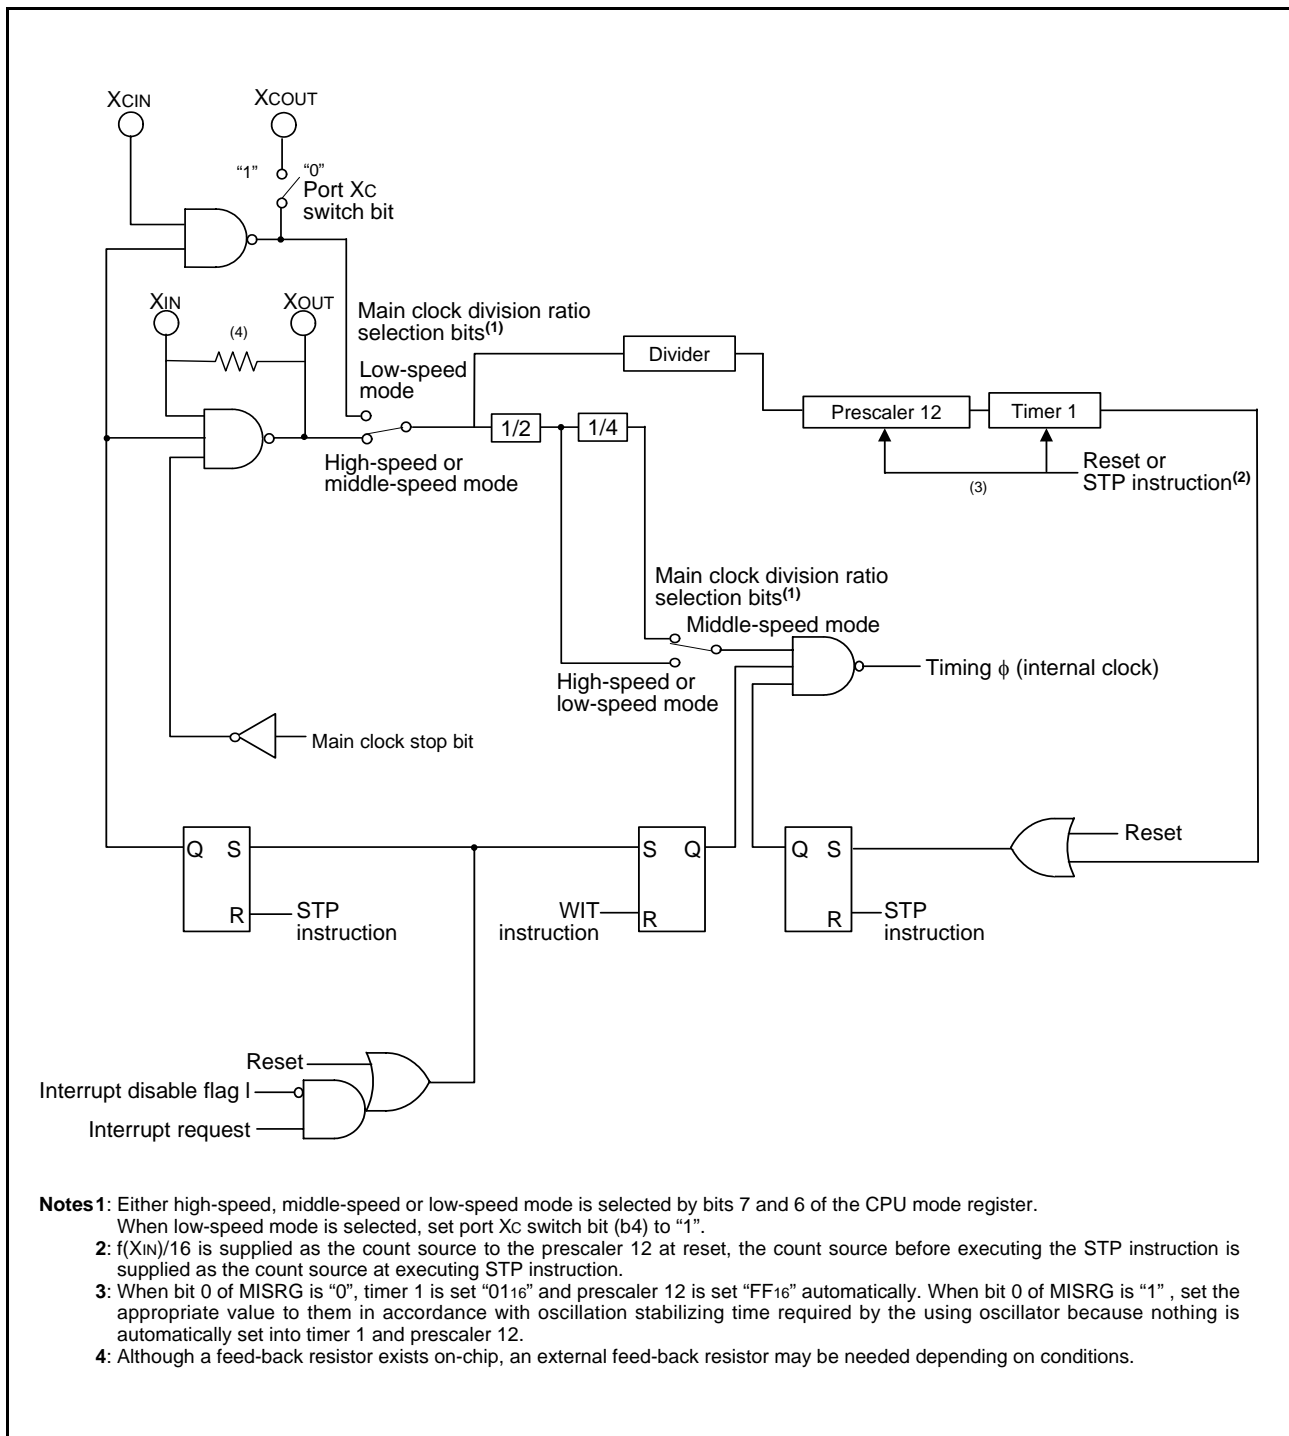 XCIN
XCOUT
“1”
“0”
Port XC
switch bit
XIN
XOUT
(4)
Main clock division ratio
selection bits(1)
Low-speed
mode
Divider
Prescaler 12
Timer 1
1/2
1/4
High-speed or
middle-speed mode
(3)
Reset or
STP instruction(2)
Main clock division ratio
selection bits(1)
Middle-speed mode
Timing ϕ (internal clock)
High-speed or
low-speed mode
Main clock stop bit
Reset
Q S
S Q
Q S
R
STP
instruction
WIT
instruction
R
R
STP
instruction
Reset
Interrupt disable flag I
Interrupt request
Notes 1: Either high-speed, middle-speed or low-speed mode is selected by bits 7 and 6 of the CPU mode register.
When low-speed mode is selected, set port XC switch bit (b4) to “1”.
2: f(XIN)/16 is supplied as the count source to the prescaler 12 at reset, the count source before executing the STP instruction is
supplied as the count source at executing STP instruction.
3: When bit 0 of MISRG is “0”, timer 1 is set “0116” and prescaler 12 is set “FF16” automatically. When bit 0 of MISRG is “1” , set the
appropriate value to them in accordance with oscillation stabilizing time required by the using oscillator because nothing is
automatically set into timer 1 and prescaler 12.
4: Although a feed-back resistor exists on-chip, an external feed-back resistor may be needed depending on conditions.